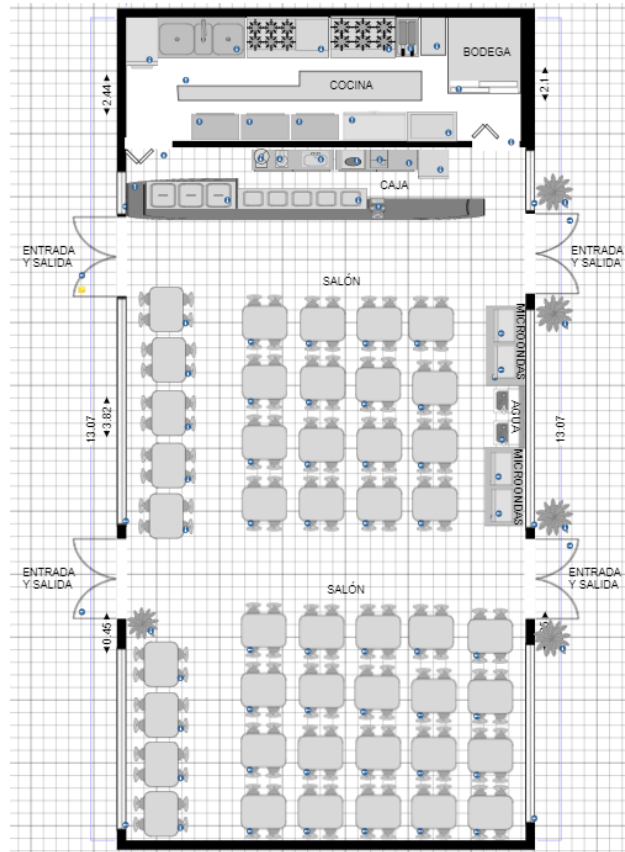 BODEGA
COCINA
2.44
2.1
CAJA
ENTRADA
Y SALIDA
ENTRADA
Y SALIDA
SALÓN
MICROONDAS
AGUA
MICROONDAS
13.07
3.82
13.07
ENTRADA
Y SALIDA
ENTRADA
Y SALIDA
SALÓN
0.45